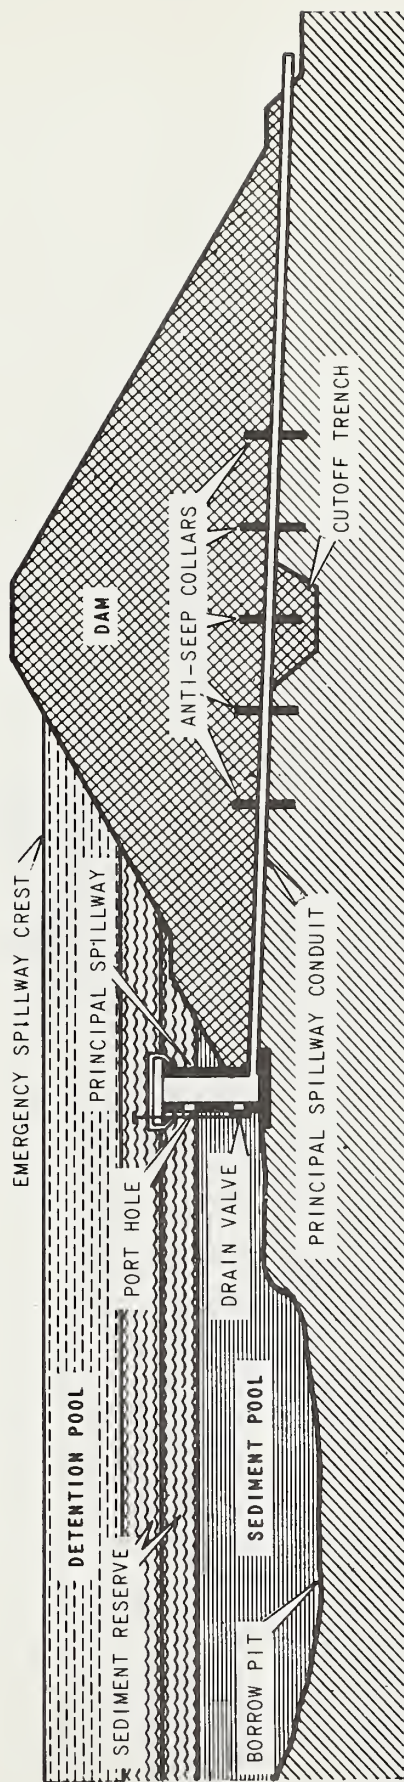 EMERGENCY SPILLWAY CREST
DETENTION POOL
DAM
SEDIMENT RESERVE
PORT HOLE
PRINCIPAL SPILLWAY
ANTI-SEEP COLLARS
SEDIMENT POOL
DRAIN VALVE
BORROW PIT
PRINCIPAL SPILLWAY CONDUIT
CUTOFF TRENCH